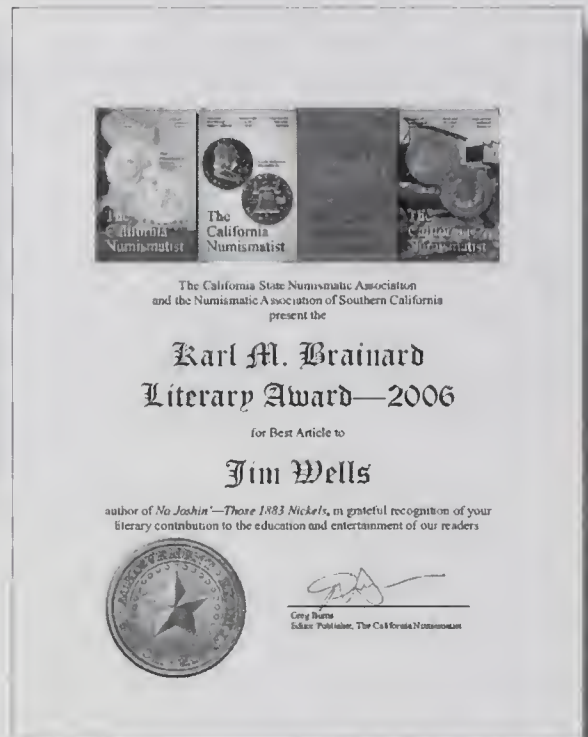 The
California
Numismatist
The
California
Numismatist
The
California
Numismatist
The California State Numismatic Association
and the Numismatic Association of Southern California
present the
Karl M. Brainard
Literary Award—2006
for Best Article to
Jim Wells
author of No Joshin'—Those 1883 Nickels, in grateful recognition of your
literary contribution to the education and entertainment of our readers
Greg Burns
Editor/Publisher, The California Numismatist